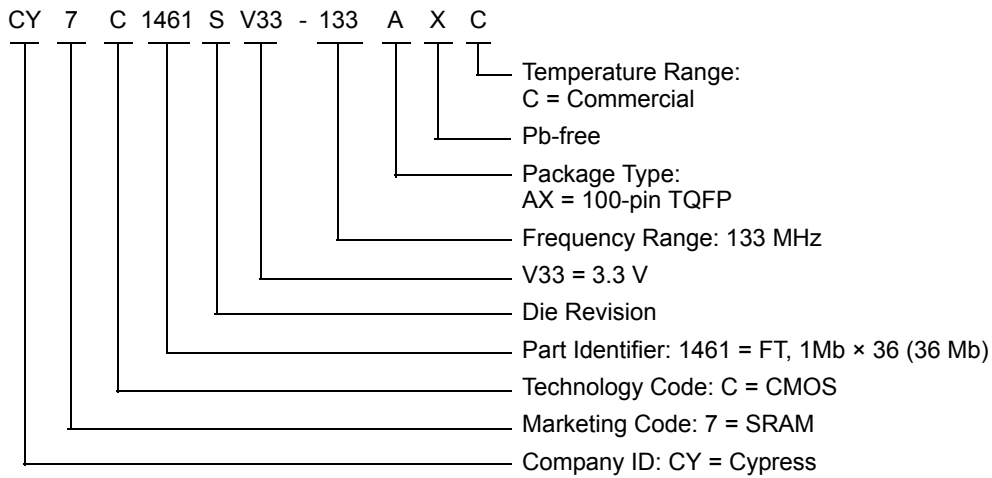 CY 7 C 1461 S V33 - 133 A X C
Temperature Range:
C = Commercial
Pb-free
Package Type:
AX = 100-pin TQFP
Frequency Range: 133 MHz
V33 = 3.3 V
Die Revision
Part Identifier: 1461 = FT, 1Mb × 36 (36 Mb)
Technology Code: C = CMOS
Marketing Code: 7 = SRAM
Company ID: CY = Cypress